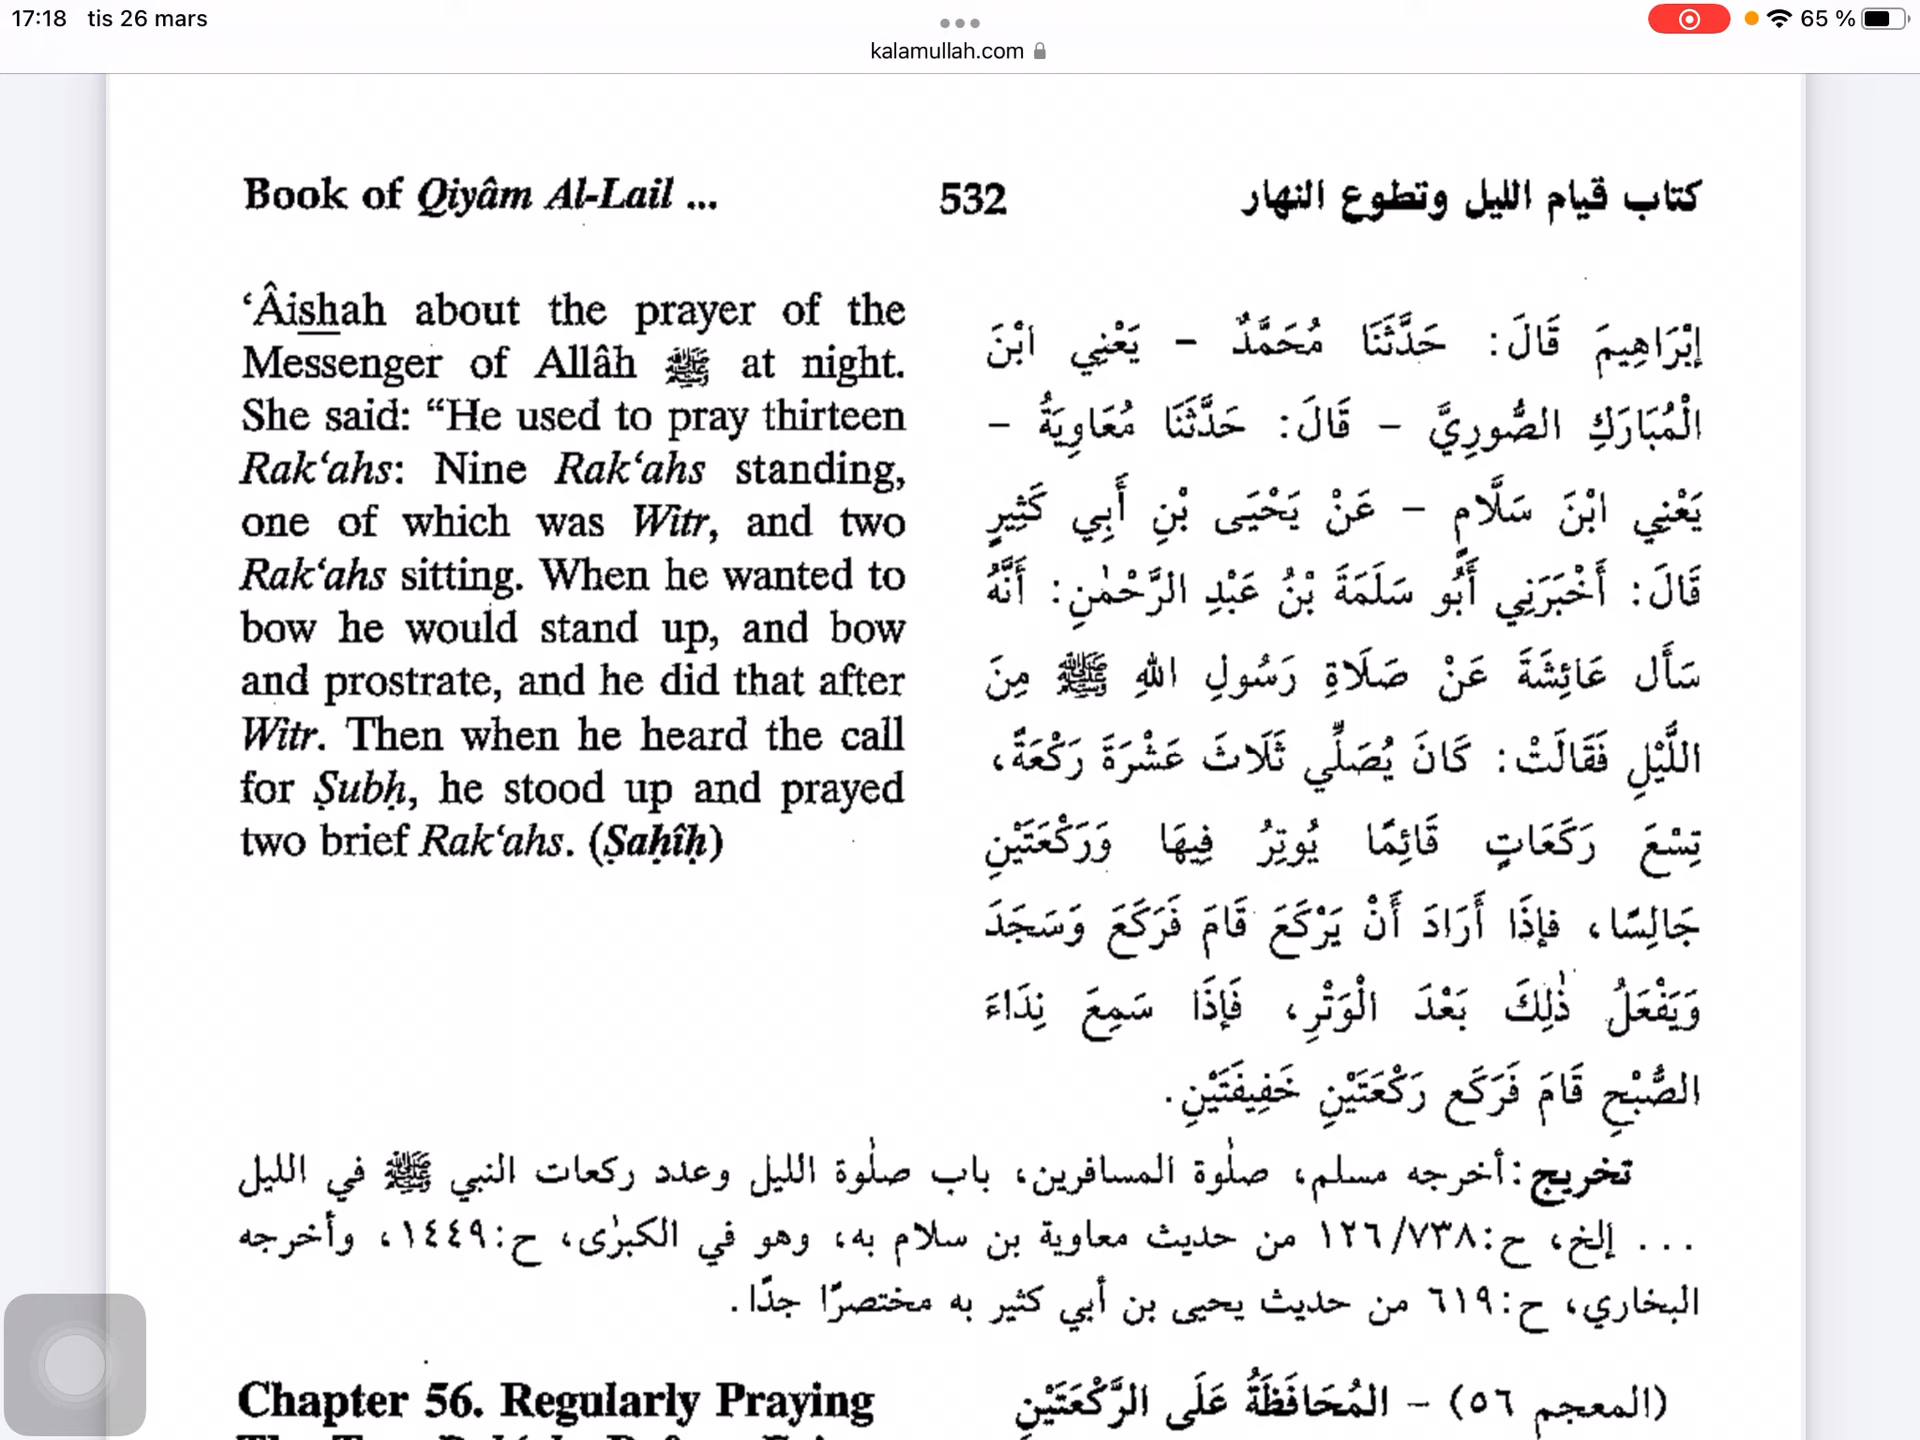 17:18 tis 26 mars
65 %
kalamullah.com
Book of Qiyâm Al-Lail ... 532 كتاب قيام الليل وتطوع النهار
‘Âishah about the prayer of the
Messenger of Allâh ﷺ at night.
She said: “He used to pray thirteen
Rak‘ahs: Nine Rak‘ahs standing,
one of which was Witr, and two
Rak‘ahs sitting. When he wanted to
bow he would stand up, and bow
and prostrate, and he did that after
Witr. Then when he heard the call
for Ṣubḥ, he stood up and prayed
two brief Rak‘ahs. (Ṣaḥîḥ)
إِبْرَاهِيمَ قَالَ: حَدَّثَنَا مُحَمَّدٌ - يَعْنِي ابْنَ
الْمُبَارَكِ الصُّورِيَّ - قَالَ: حَدَّثَنَا مُعَاوِيَةُ -
يَعْنِي ابْنَ سَلَّامٍ - عَنْ يَحْيَى بْنِ أَبِي كَثِيرٍ
قَالَ: أَخْبَرَنِي أَبُو سَلَمَةَ بْنُ عَبْدِ الرَّحْمٰنِ: أَنَّهُ
سَأَل عَائِشَةَ عَنْ صَلَاةِ رَسُولِ اللهِ ﷺ مِنَ
اللَّيْلِ فَقَالَتْ: كَانَ يُصَلِّي ثَلَاثَ عَشْرَةَ رَكْعَةً،
تِسْعَ رَكَعَاتٍ قَائِمًا يُوتِرُ فِيهَا وَرَكْعَتَيْنِ
جَالِسًا، فإِذَا أَرَادَ أَنْ يَرْكَعَ قَامَ فَرَكَعَ وَسَجَدَ
وَيَفْعَلُ ذٰلِكَ بَعْدَ الْوَتْرِ، فَإِذَا سَمِعَ نِدَاءَ
الصُّبْحِ قَامَ فَرَكَع رَكْعَتَيْنِ خَفِيفَتَيْنِ.
تخريج: أخرجه مسلم، صلٰوة المسافرين، باب صلٰوة الليل وعدد ركعات النبي ﷺ في الليل
... إلخ، ح:١٢٦/٧٣٨ من حديث معاوية بن سلام به، وهو في الكبرٰى، ح:١٤٤٩، وأخرجه
البخاري، ح:٦١٩ من حديث يحيى بن أبي كثير به مختصرًا جدًا.
Chapter 56. Regularly Praying
(المعجم ٥٦) - المُحَافَظَةُ عَلَى الرَّكْعَتَيْنِ